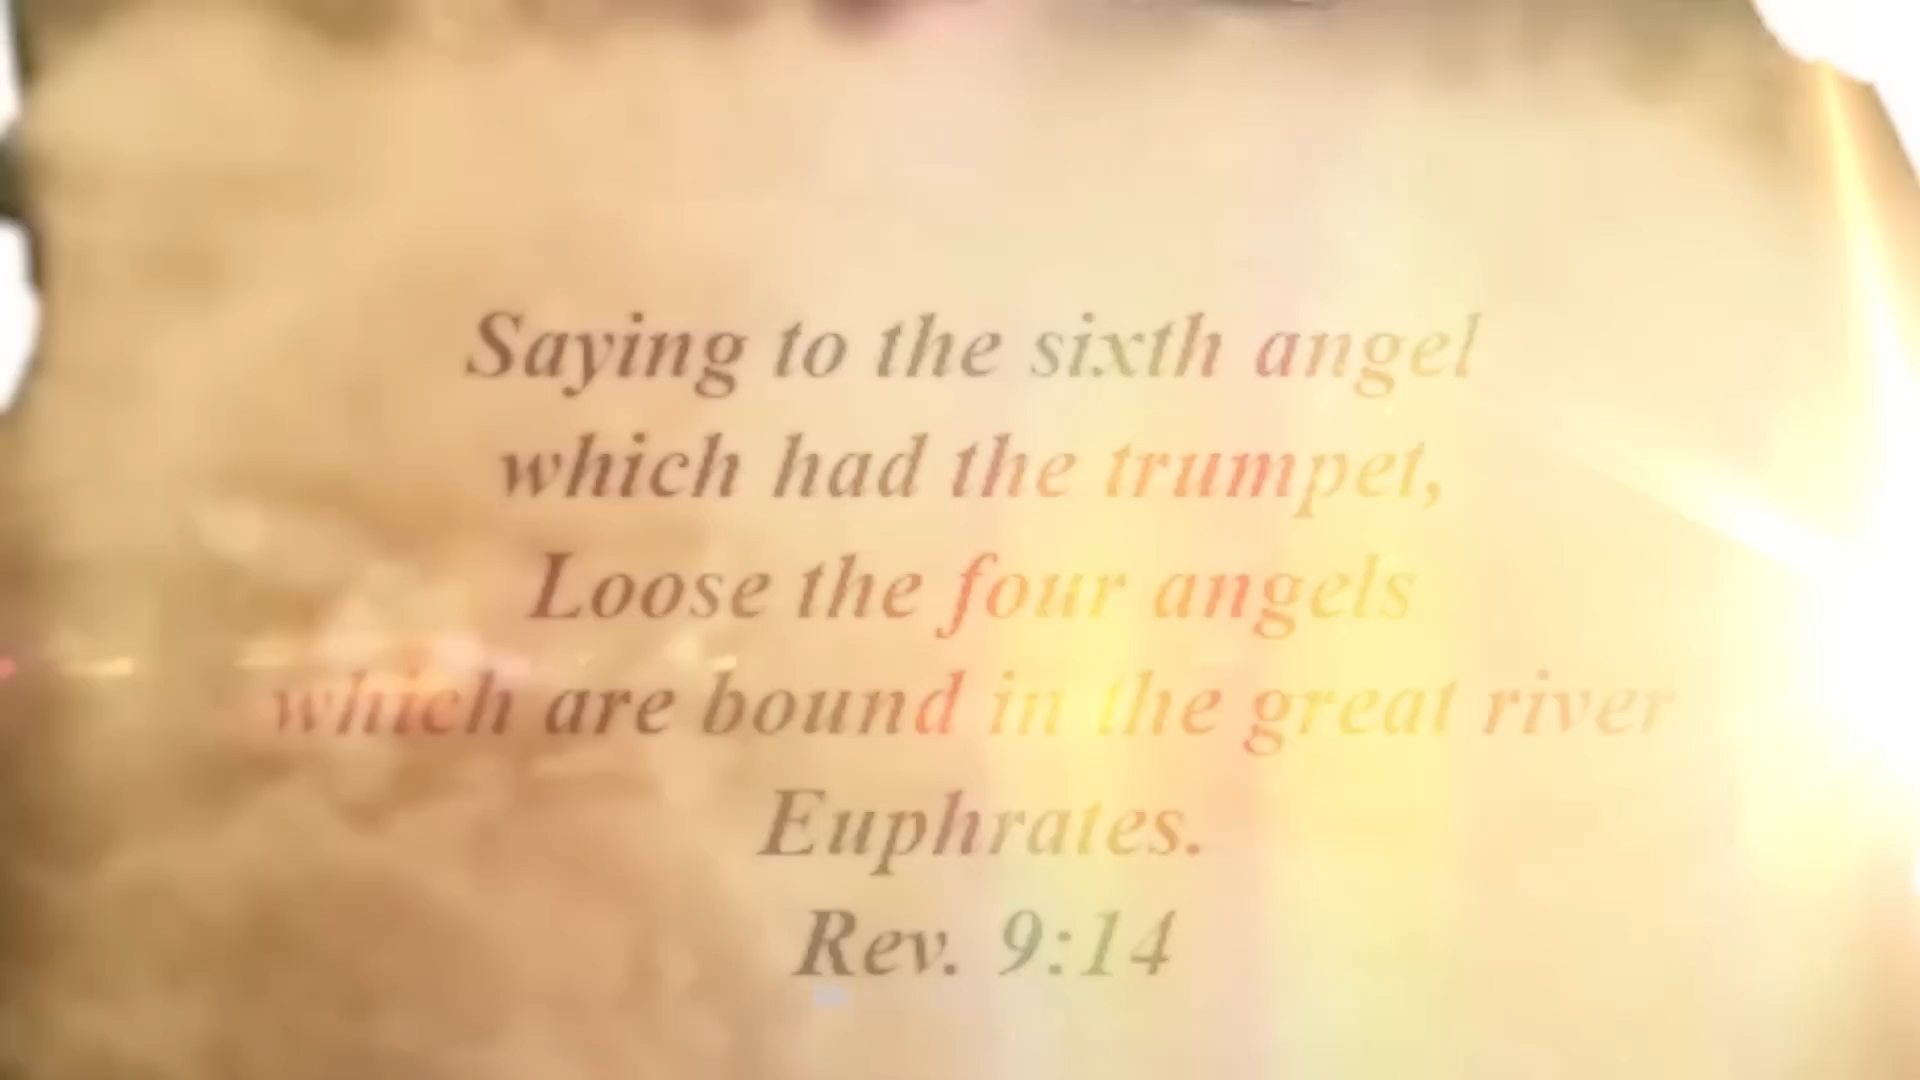 Saying to the sixth angel
which had the trumpet,
Loose the four angels
which are bound in the great river
Euphrates.
Rev. 9:14